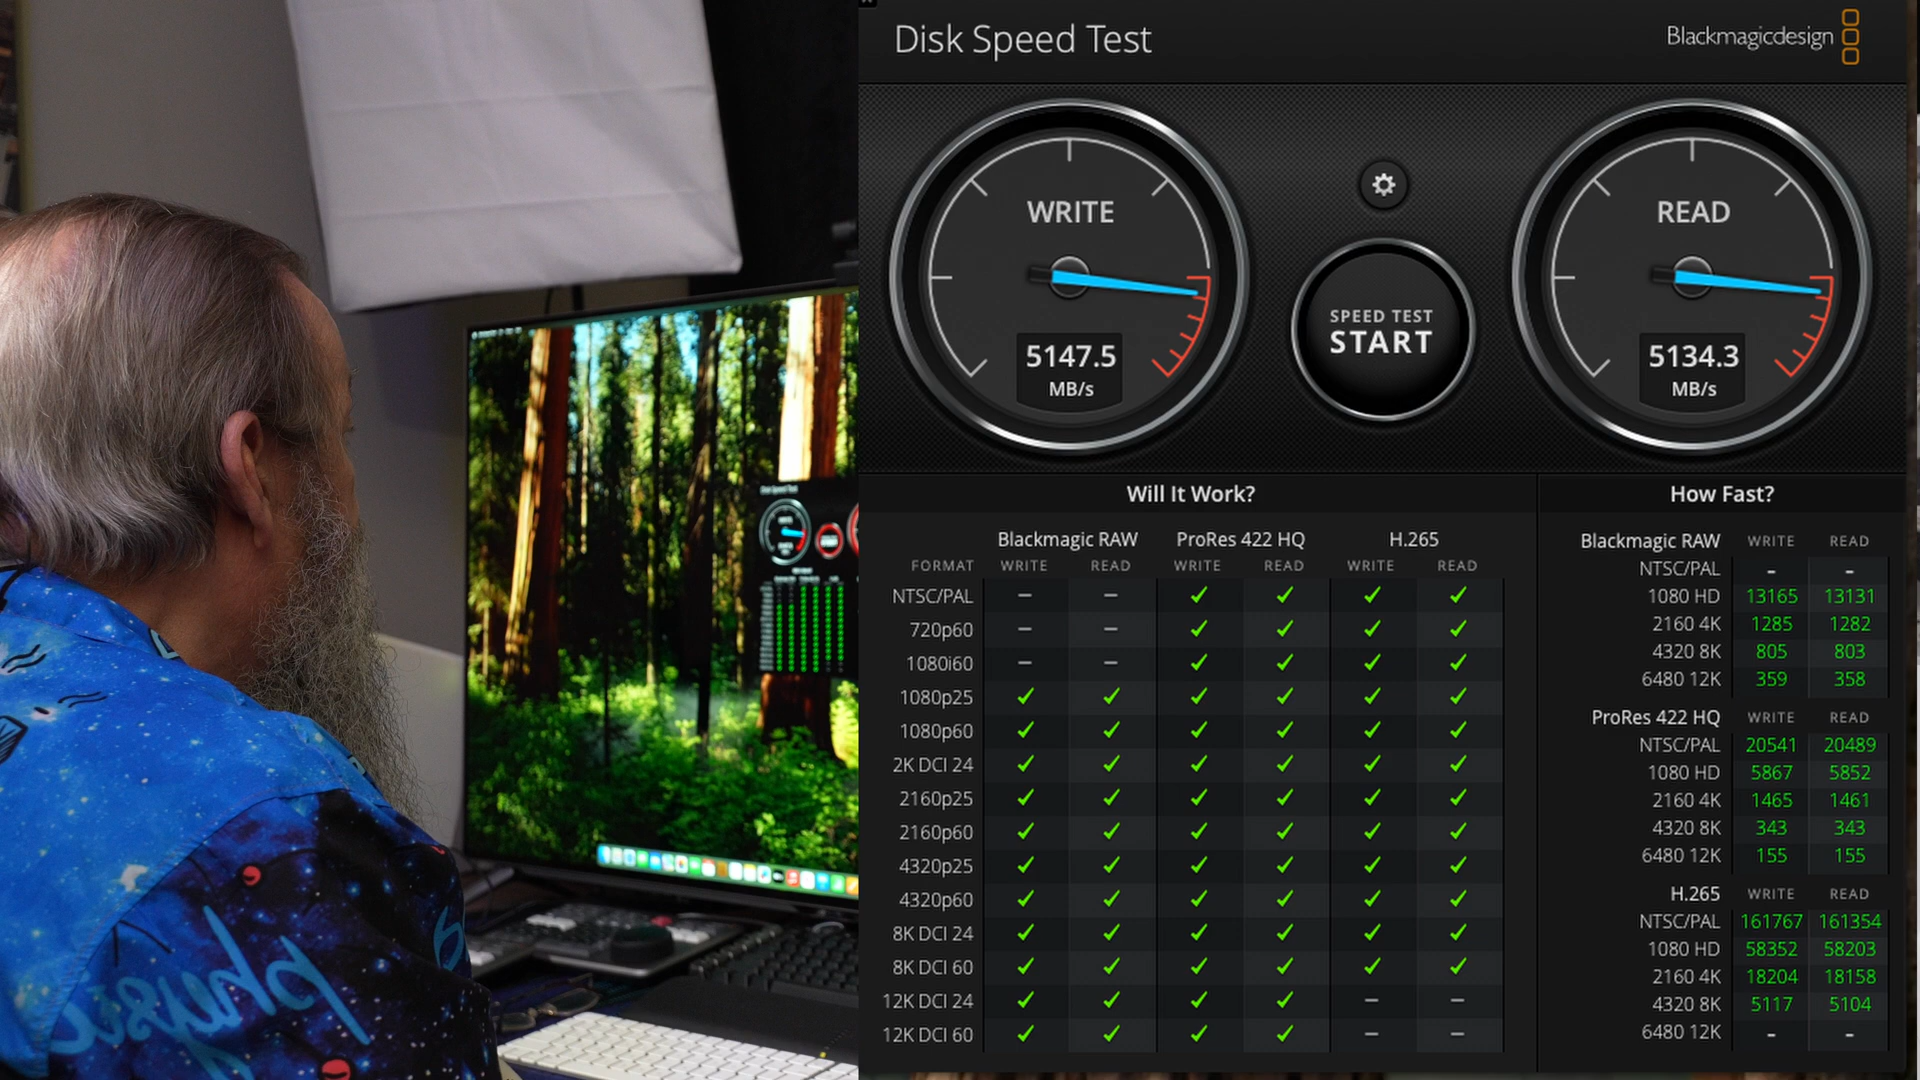 Disk Speed Test
Blackmagicdesign
WRITE
5147.5
MB/s
SPEED TEST
START
READ
5134.3
MB/s
Will It Work?
Blackmagic RAW ProRes 422 HQ H.265
FORMAT WRITE READ WRITE READ WRITE READ
NTSC/PAL – – ✓ ✓ ✓ ✓
720p60 – – ✓ ✓ ✓ ✓
1080i60 – – ✓ ✓ ✓ ✓
1080p25 ✓ ✓ ✓ ✓ ✓ ✓
1080p60 ✓ ✓ ✓ ✓ ✓ ✓
2K DCI 24 ✓ ✓ ✓ ✓ ✓ ✓
2160p25 ✓ ✓ ✓ ✓ ✓ ✓
2160p60 ✓ ✓ ✓ ✓ ✓ ✓
4320p25 ✓ ✓ ✓ ✓ ✓ ✓
4320p60 ✓ ✓ ✓ ✓ ✓ ✓
8K DCI 24 ✓ ✓ ✓ ✓ ✓ ✓
8K DCI 60 ✓ ✓ ✓ ✓ ✓ ✓
12K DCI 24 ✓ ✓ ✓ ✓ – –
12K DCI 60 ✓ ✓ ✓ ✓ – –
How Fast?
Blackmagic RAW WRITE READ
NTSC/PAL - -
1080 HD 13165 13131
2160 4K 1285 1282
4320 8K 805 803
6480 12K 359 358
ProRes 422 HQ WRITE READ
NTSC/PAL 20541 20489
1080 HD 5867 5852
2160 4K 1465 1461
4320 8K 343 343
6480 12K 155 155
H.265 WRITE READ
NTSC/PAL 161767 161354
1080 HD 58352 58203
2160 4K 18204 18158
4320 8K 5117 5104
6480 12K - -